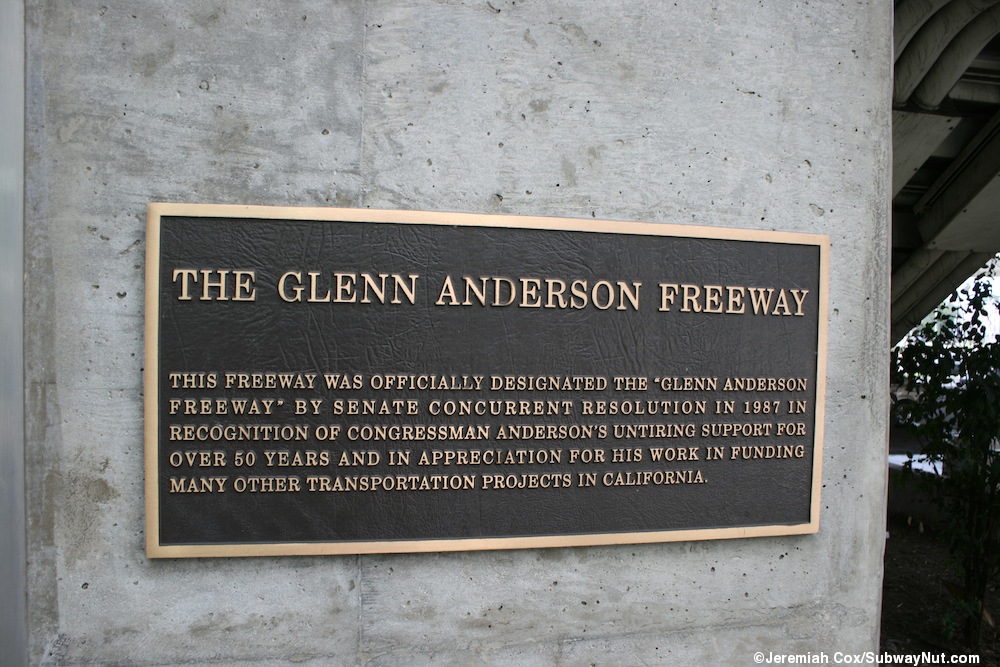 THE GLENN ANDERSON FREEWAY
THIS FREEWAY WAS OFFICIALLY DESIGNATED THE "GLENN ANDERSON
FREEWAY" BY SENATE CONCURRENT RESOLUTION IN 1987 IN
RECOGNITION OF CONGRESSMAN ANDERSON'S UNTIRING SUPPORT FOR
OVER 50 YEARS AND IN APPRECIATION FOR HIS WORK IN FUNDING
MANY OTHER TRANSPORTATION PROJECTS IN CALIFORNIA.
©Jeremiah Cox/SubwayNut.com